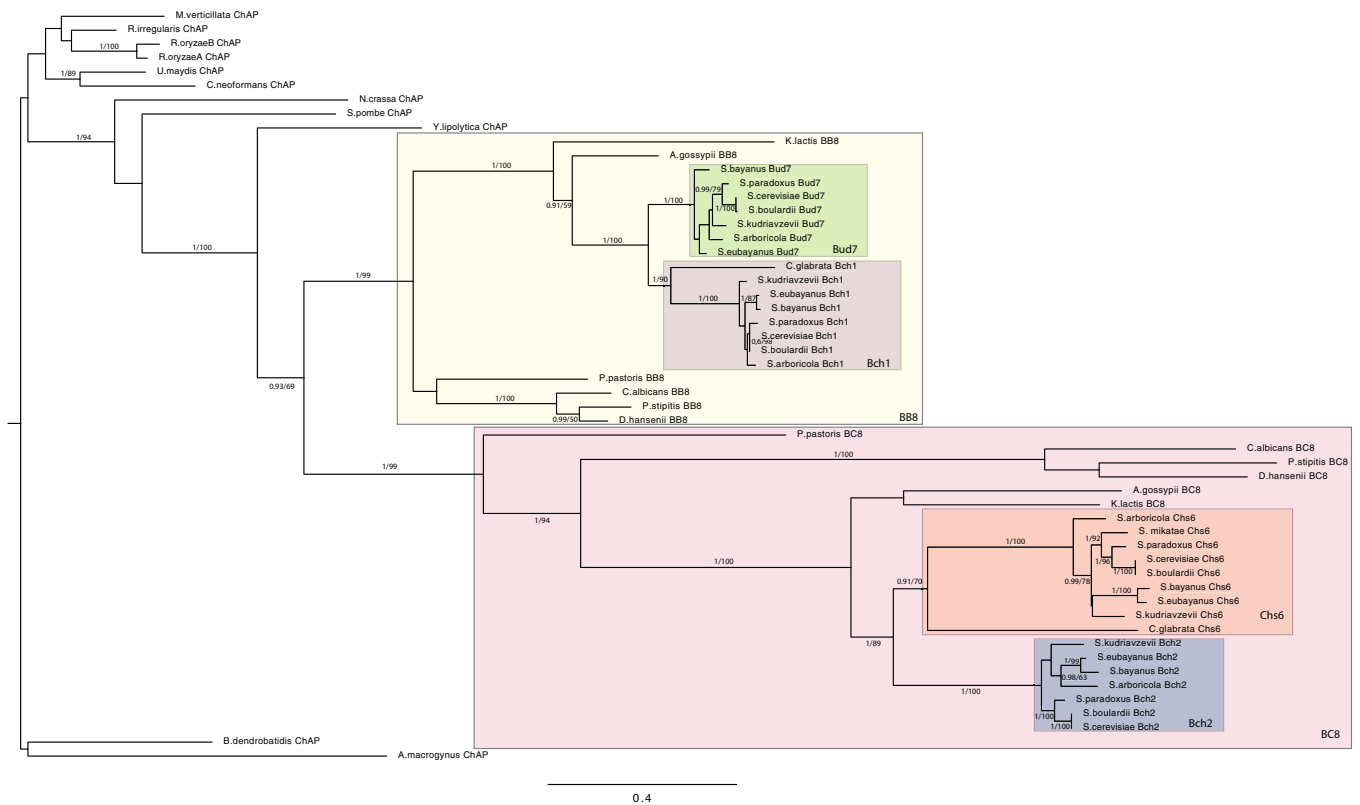 M.verticillata ChAP
R.irregularis ChAP
R.oryzaeB ChAP
1/100
R.oryzaeA ChAP
U.maydis ChAP
1/89
C.neoformans ChAP
N.crassa ChAP
S.pombe ChAP
Y.lipolytica ChAP
1/94
K.lactis BB8
A.gossypii BB8
1/100
S.bayanus Bud7
S.paradoxus Bud7
0.99/79
S.cerevisiae Bud7
1/100
0.91/59
1/100
S.boulardii Bud7
S.kudriavzevii Bud7
S.arboricola Bud7
1/100
1/100
S.eubayanus Bud7
Bud7
C.glabrata Bch1
1/99
1/90
S.kudriavzevii Bch1
S.eubayanus Bch1
1/100
1/87
S.bayanus Bch1
S.paradoxus Bch1
S.cerevisiae Bch1
0,6/98
S.boulardii Bch1
S.arboricola Bch1
Bch1
P.pastoris BB8
0.93/69
C.albicans BB8
1/100
P.stipitis BB8
D.hansenii BB8
0.99/50
BB8
P.pastoris BC8
C.albicans BC8
1/100
P.stipitis BC8
1/99
D.hansenii BC8
A.gossypii BC8
K.lactis BC8
1/94
S.arboricola Chs6
S. mikatae Chs6
1/92
S.paradoxus Chs6
1/100
S.cerevisiae Chs6
1/96
1/100
S.boulardii Chs6
1/100
0.91/70
0.99/78
S.bayanus Chs6
1/100
S.eubayanus Chs6
S.kudriavzevii Chs6
Chs6
C.glabrata Chs6
1/89
S.kudriavzevii Bch2
S.eubayanus Bch2
1/99
S.bayanus Bch2
0.98/63
S.arboricola Bch2
1/100
S.paradoxus Bch2
S.boulardii Bch2
1/100
S.cerevisiae Bch2
1/100
Bch2
BC8
B.dendrobatidis ChAP
A.macrogynus ChAP
0.4